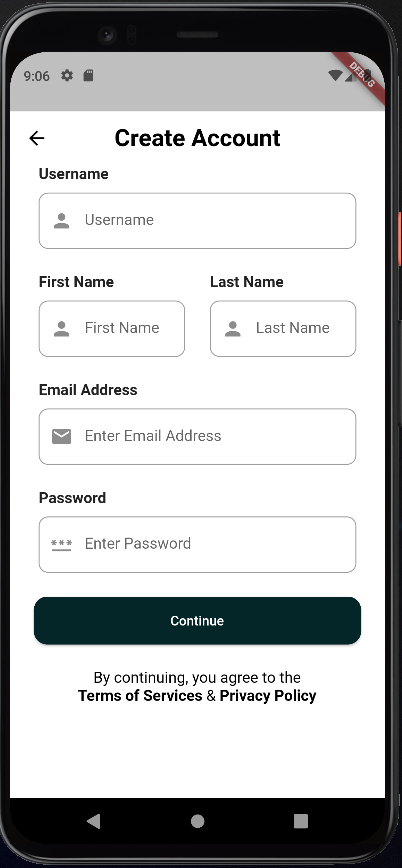 9:06
DEBUG
Create Account
Username
Username
First Name Last Name
First Name Last Name
Email Address
Enter Email Address
Password
*** Enter Password
Continue
By continuing, you agree to the
Terms of Services & Privacy Policy